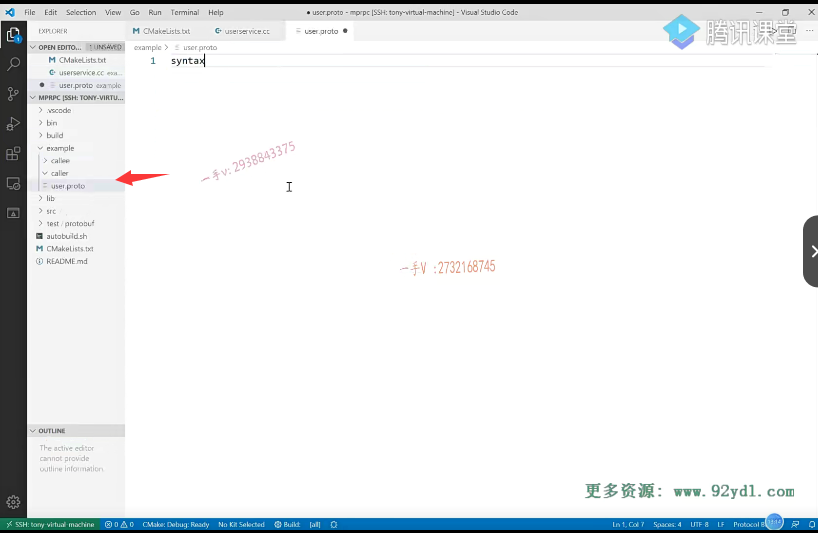 File Edit Selection View Go Run Terminal Help
● user.proto - mprpc [SSH: tony-virtual-machine] - Visual Studio Code
EXPLORER
CMakeLists.txt
userservice.cc
user.proto
腾讯课堂
OPEN EDITO... 1 UNSAVED
example > user.proto
CMakeLists.txt
1 syntax
userservice.cc exa...
user.proto example
MPRPC [SSH: TONY-VIRTU...
.vscode
bin
build
example
callee
caller
user.proto
lib
src
test / protobuf
autobuild.sh
CMakeLists.txt
README.md
一手v: 2938843375
一手V :2732168745
OUTLINE
The active editor
cannot provide
outline information.
更多资源: www.92ydl.com
SSH: tony-virtual-machine 0 0 CMake: Debug: Ready No Kit Selected Build: [all] Ln 1, Col 7 Spaces: 4 UTF-8 LF